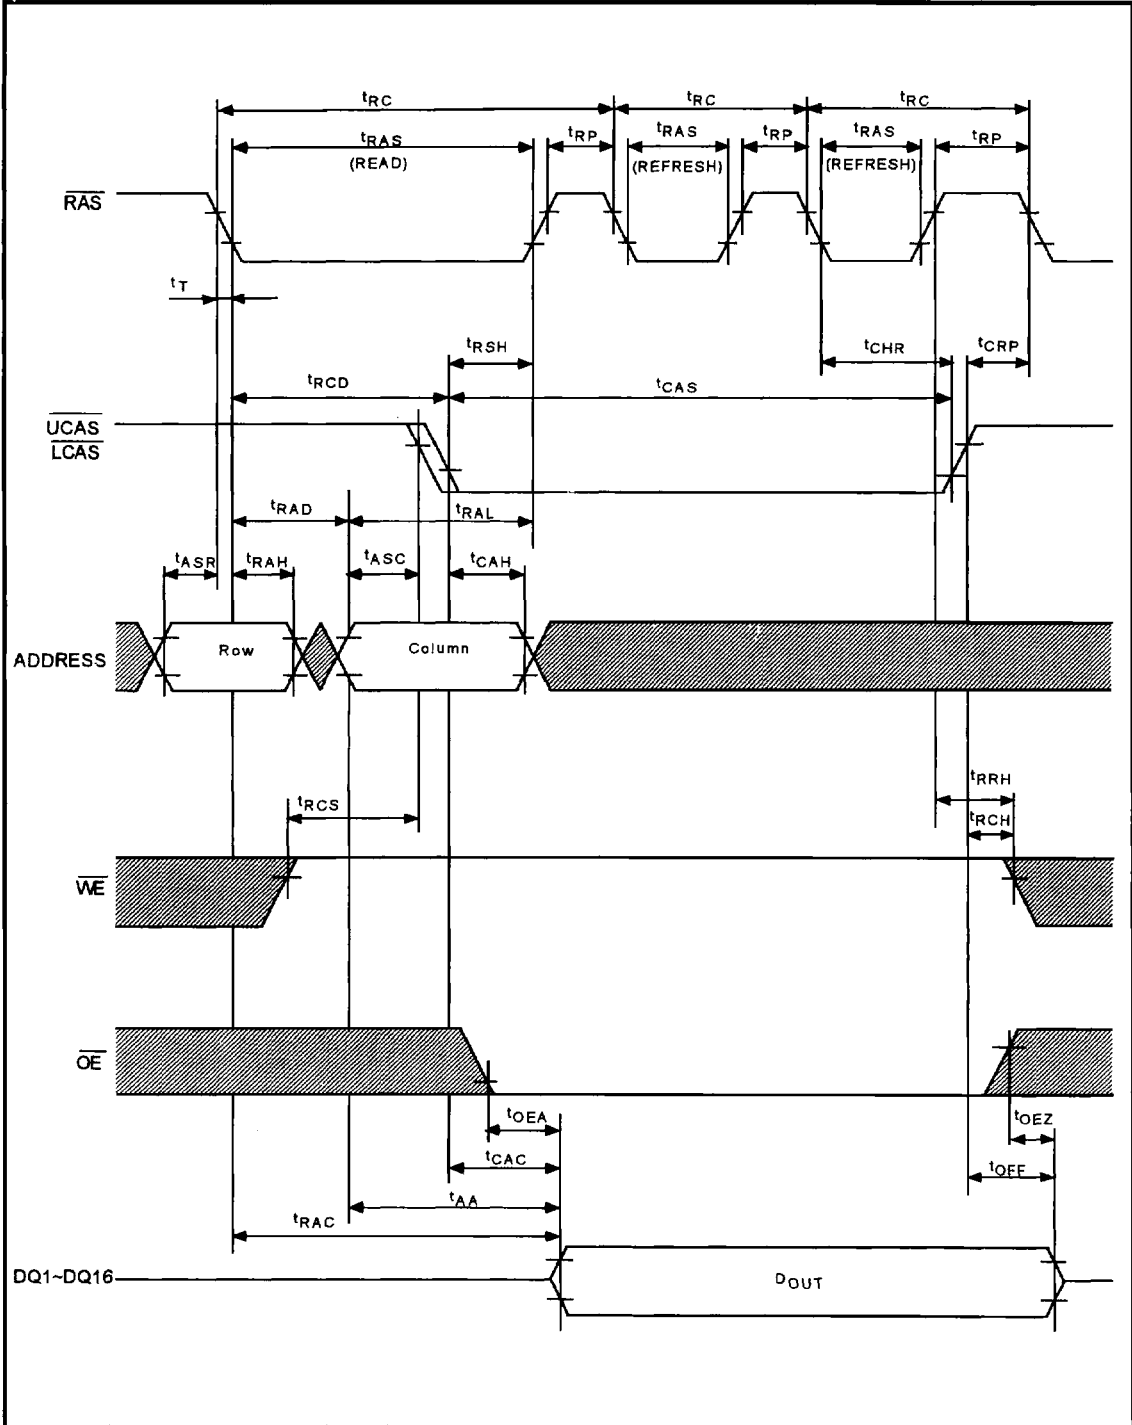 tRC tRC tRC
tRAS tRP tRAS tRP tRAS tRP
(READ) (REFRESH) (REFRESH)
RAS
tT
tRSH tCHR tCRP
tRCD tCAS
UCAS
LCAS
tRAD tRAL
tASR tRAH tASC tCAH
ADDRESS Row Column
tRRH
tRCS tRCH
WE
OE
tOEA tOEZ
tCAC tOFF
tAA
tRAC
DQ1~DQ16 DOUT